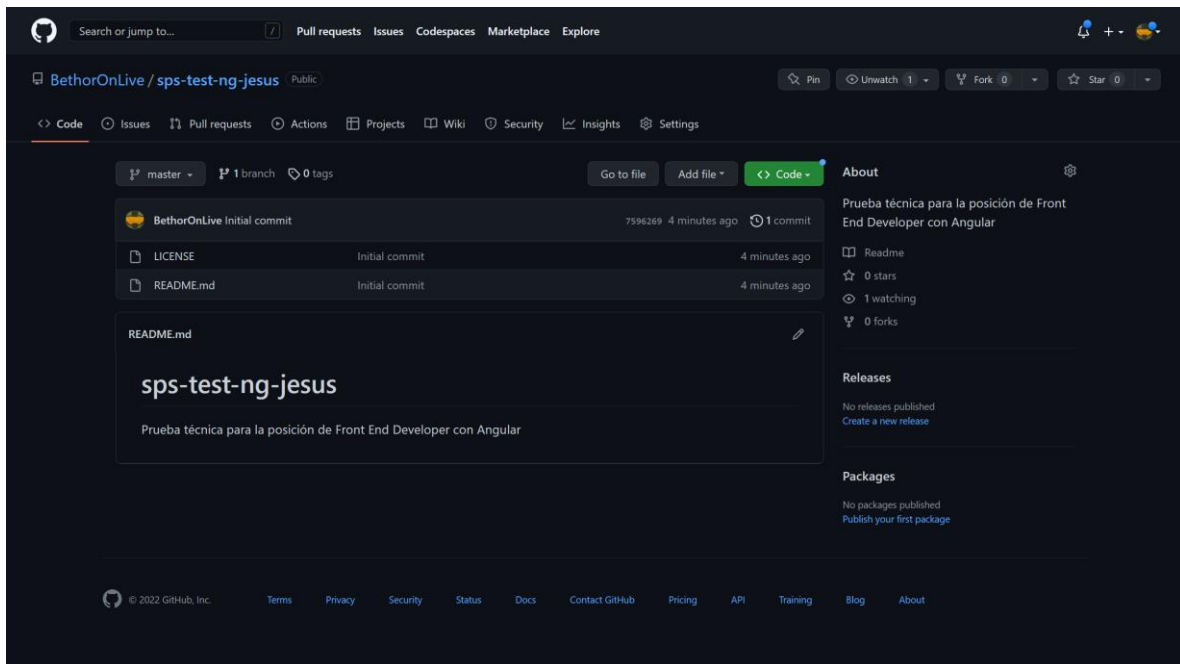 Search or jump to... / Pull requests Issues Codespaces Marketplace Explore
BethorOnLive / sps-test-ng-jesus Public Pin Unwatch 1 Fork 0 Star 0
<> Code Issues Pull requests Actions Projects Wiki Security Insights Settings
master 1 branch 0 tags Go to file Add file <> Code
BethorOnLive Initial commit 7596269 4 minutes ago 1 commit
LICENSE Initial commit 4 minutes ago
README.md Initial commit 4 minutes ago
README.md
sps-test-ng-jesus
Prueba técnica para la posición de Front End Developer con Angular
About
Prueba técnica para la posición de Front
End Developer con Angular
Readme
0 stars
1 watching
0 forks
Releases
No releases published
Create a new release
Packages
No packages published
Publish your first package
© 2022 GitHub, Inc. Terms Privacy Security Status Docs Contact GitHub Pricing API Training Blog About